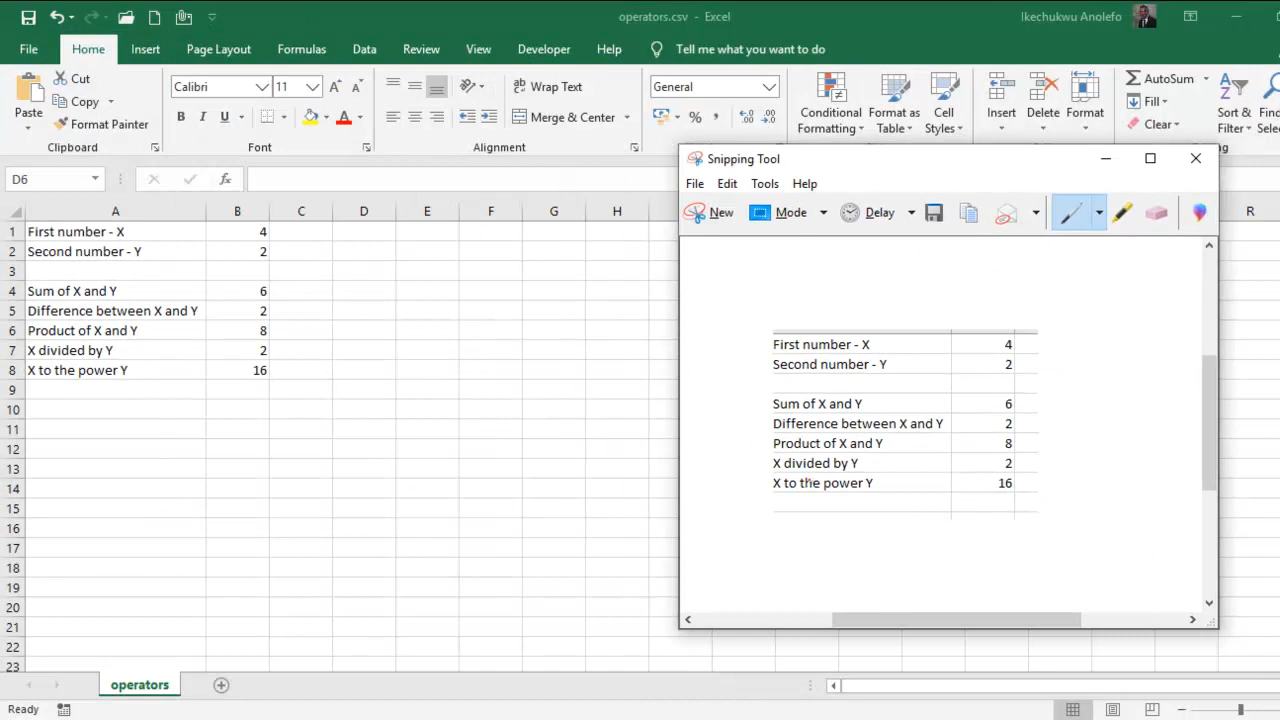 operators.csv - Excel
Ikechukwu Anolefo
File Home Insert Page Layout Formulas Data Review View Developer Help Tell me what you want to do
Paste
Cut
Copy
Format Painter
Clipboard
Calibri 11
B I U
Font
Wrap Text
Merge & Center
Alignment
General
Conditional Formatting
Format as Table
Cell Styles
Insert
Delete
Format
AutoSum
Fill
Clear
Sort & Filter
D6
fx
A B C D E F G H R
1 First number - X 4
2 Second number - Y 2
3
4 Sum of X and Y 6
5 Difference between X and Y 2
6 Product of X and Y 8
7 X divided by Y 2
8 X to the power Y 16
9
10
11
12
13
14
15
16
17
18
19
20
21
22
23
Snipping Tool
File Edit Tools Help
New Mode Delay
First number - X 4
Second number - Y 2
Sum of X and Y 6
Difference between X and Y 2
Product of X and Y 8
X divided by Y 2
X to the power Y 16
operators
Ready